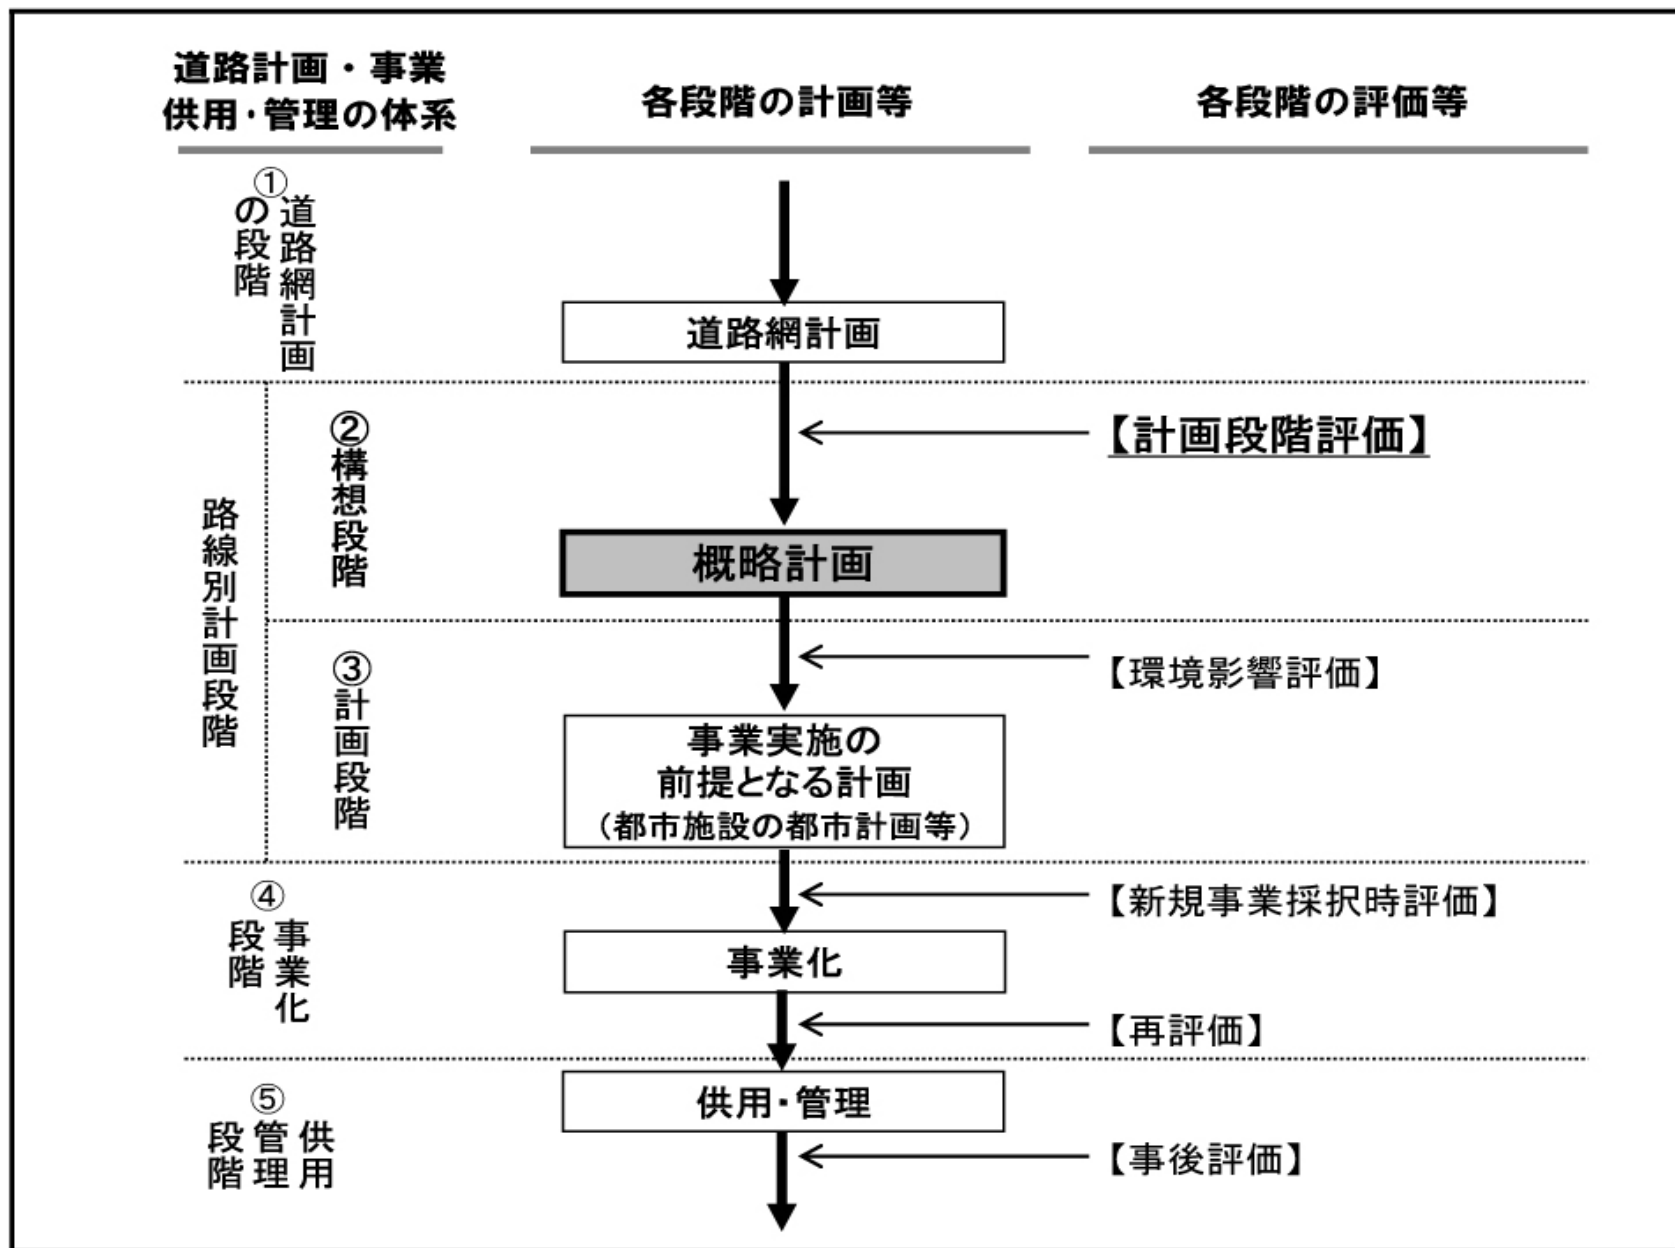 道路計画・事業
供用・管理の体系
各段階の計画等
各段階の評価等
①
道路網計画
の段階
道路網計画
路線別計画段階
②構想段階
【計画段階評価】
概略計画
③計画段階
【環境影響評価】
事業実施の
前提となる計画
（都市施設の都市計画等）
④
事業化
段階
【新規事業採択時評価】
事業化
【再評価】
⑤
供用
管理
段階
供用・管理
【事後評価】